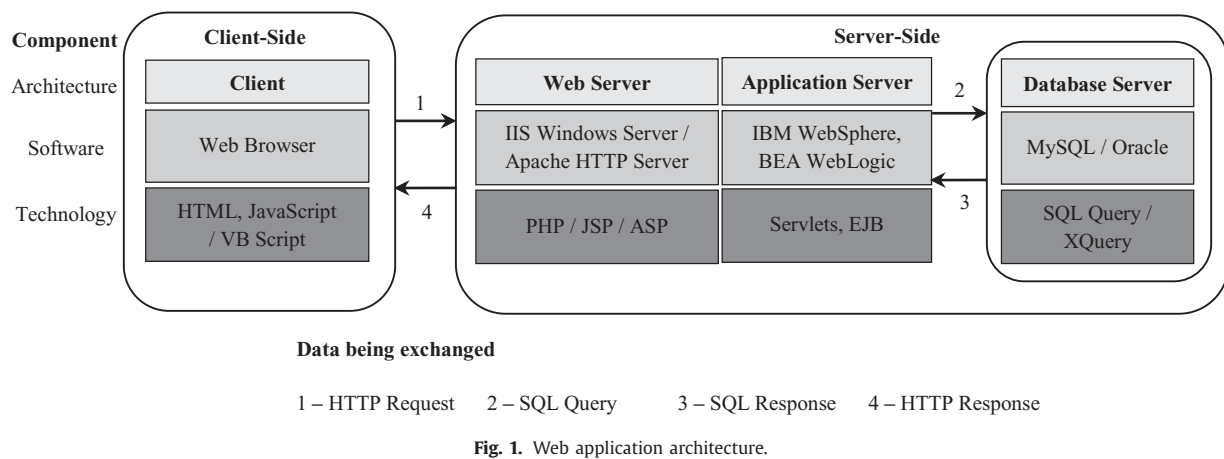 Component
Client-Side
Server-Side
Architecture
Client
Web Server
Application Server
Database Server
1
2
Software
Web Browser
IIS Windows Server /
Apache HTTP Server
IBM WebSphere,
BEA WebLogic
MySQL / Oracle
4
3
Technology
HTML, JavaScript
/ VB Script
PHP / JSP / ASP
Servlets, EJB
SQL Query /
XQuery
Data being exchanged
1 – HTTP Request 2 – SQL Query 3 – SQL Response 4 – HTTP Response
Fig. 1. Web application architecture.